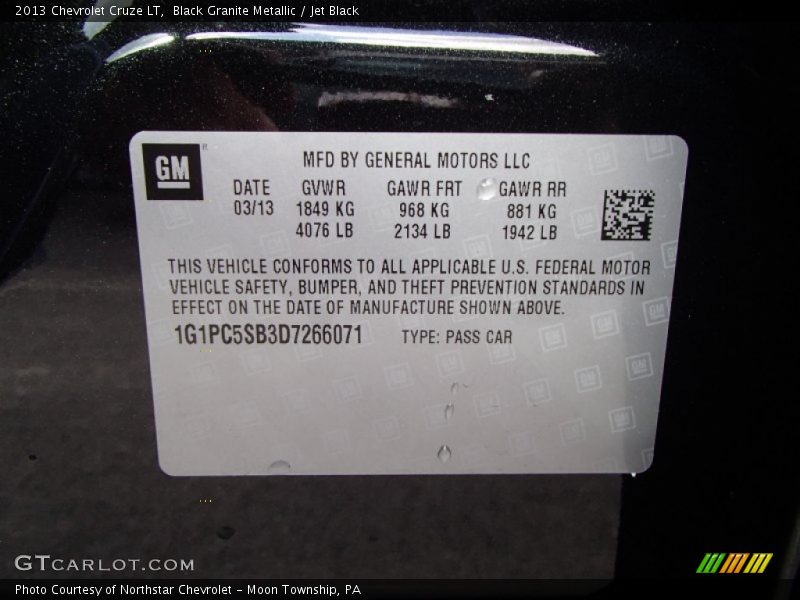 2013 Chevrolet Cruze LT, Black Granite Metallic / Jet Black
GM
MFD BY GENERAL MOTORS LLC
DATE GVWR GAWR FRT GAWR RR
03/13 1849 KG 968 KG 881 KG
4076 LB 2134 LB 1942 LB
THIS VEHICLE CONFORMS TO ALL APPLICABLE U.S. FEDERAL MOTOR
VEHICLE SAFETY, BUMPER, AND THEFT PREVENTION STANDARDS IN
EFFECT ON THE DATE OF MANUFACTURE SHOWN ABOVE.
1G1PC5SB3D7266071 TYPE: PASS CAR
GTCARLOT.COM
Photo Courtesy of Northstar Chevrolet - Moon Township, PA